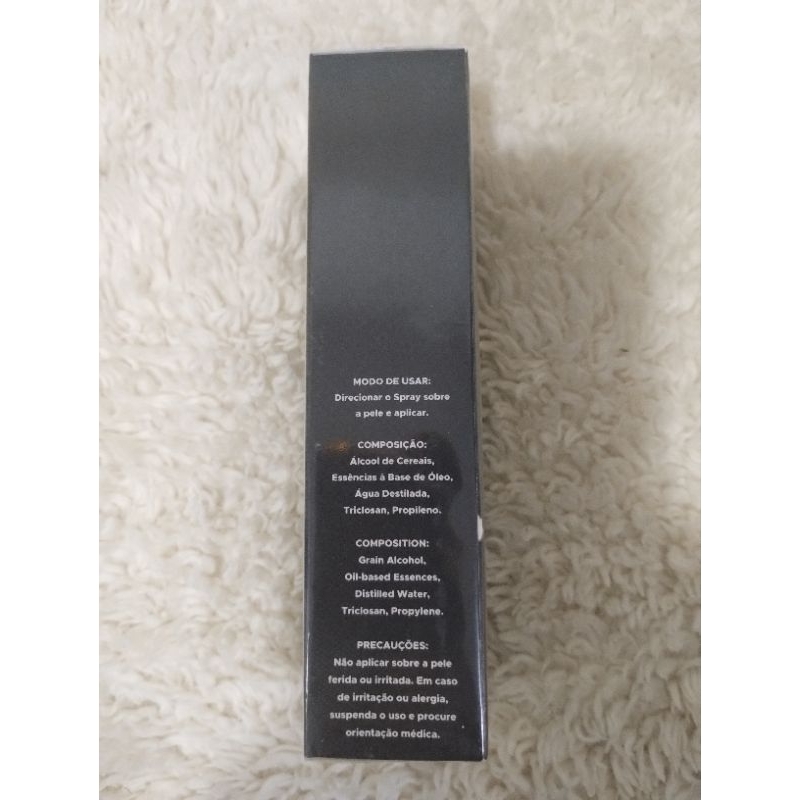 MODO DE USAR:
Direcionar o Spray sobre
a pele e aplicar.
COMPOSIÇÃO:
Álcool de Cereais,
Essências à Base de Óleo,
Água Destilada,
Triclosan, Propileno.
COMPOSITION:
Grain Alcohol,
Oil-based Essences,
Distilled Water,
Triclosan, Propylene.
PRECAUÇÕES:
Não aplicar sobre a pele
ferida ou irritada. Em caso
de irritação ou alergia,
suspenda o uso e procure
orientação médica.